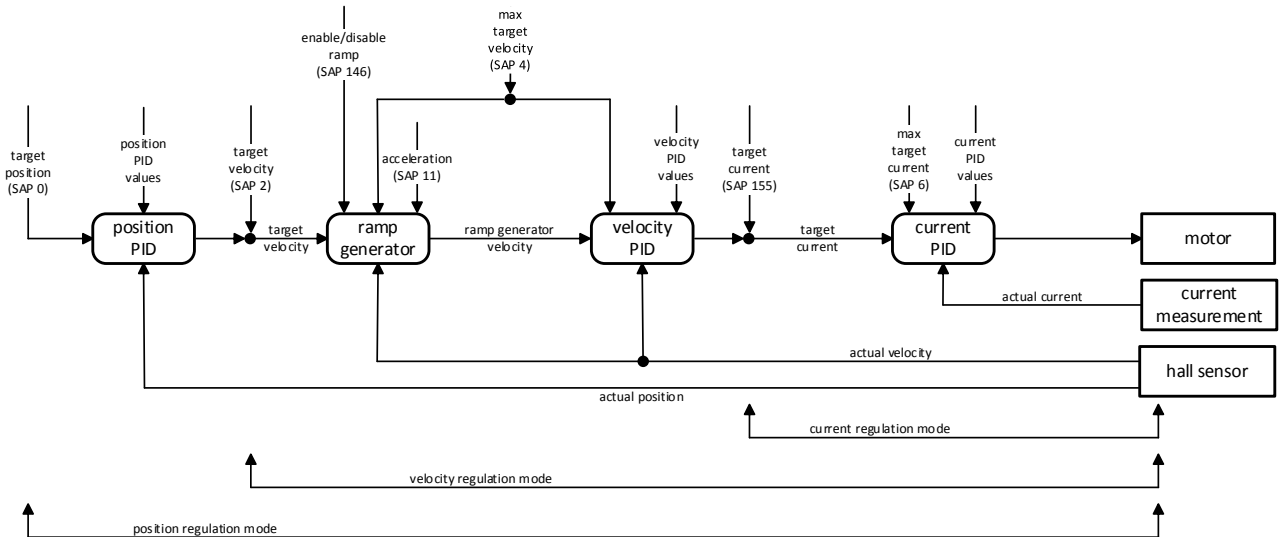 max
target
velocity
(SAP 4)
enable/disable
ramp
(SAP 146)
target
position
(SAP 0)
position
PID
values
target
velocity
(SAP 2)
acceleration
(SAP 11)
velocity
PID
values
target
current
(SAP 155)
max
target
current
(SAP 6)
current
PID
values
position
PID
target
velocity
ramp
generator
ramp generator
velocity
velocity
PID
target
current
current
PID
motor
actual current
current
measurement
actual velocity
hall sensor
actual position
current regulation mode
velocity regulation mode
position regulation mode